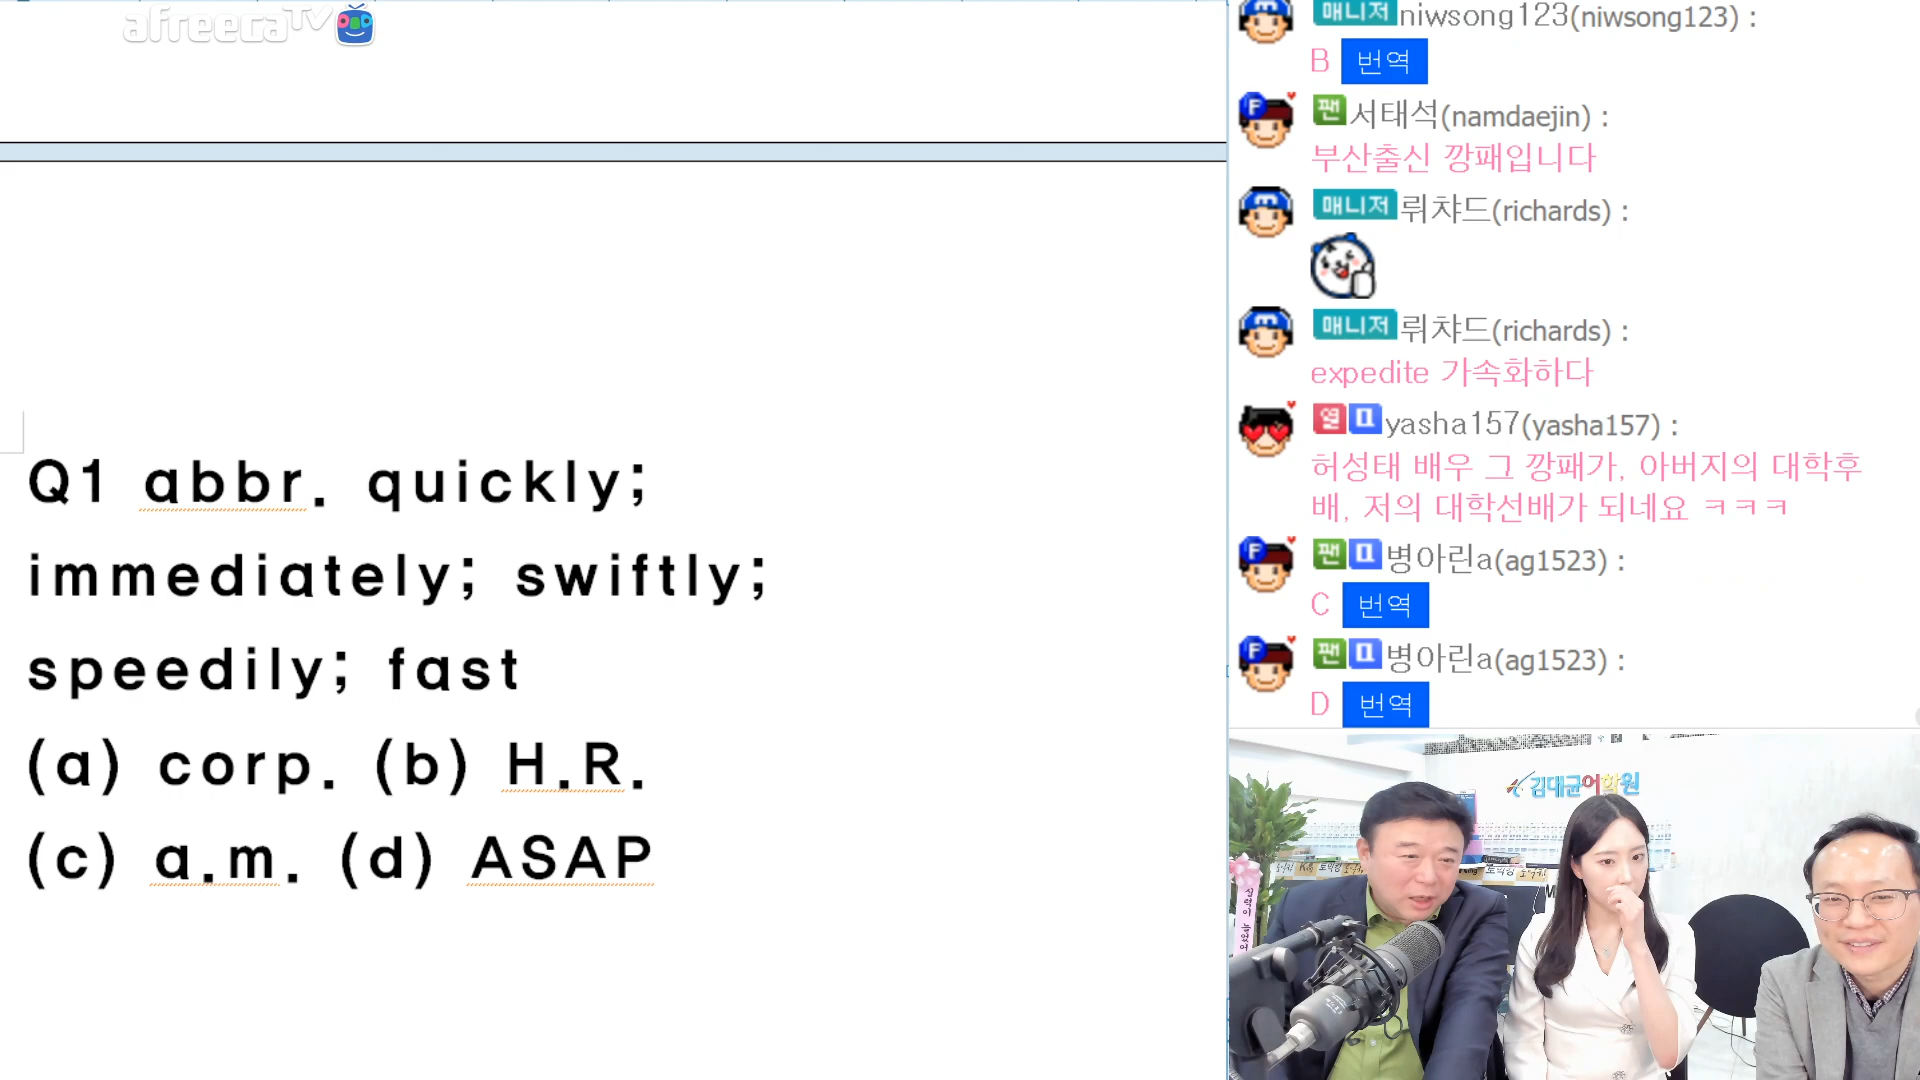 afreecaTV
Q1 abbr. quickly;
immediately; swiftly;
speedily; fast
(a) corp. (b) H.R.
(c) a.m. (d) ASAP
매니저 niwsong123(niwsong123) :
B 번역
팬 서태석(namdaejin) :
부산출신 깡패입니다
매니저 뤼챠드(richards) :
매니저 뤼챠드(richards) :
expedite 가속화하다
열 yasha157(yasha157) :
허성태 배우 그 깡패가, 아버지의 대학후
배, 저의 대학선배가 되네요 ㅋㅋㅋ
팬 병아린a(ag1523) :
C 번역
팬 병아린a(ag1523) :
D 번역
김대균어학원